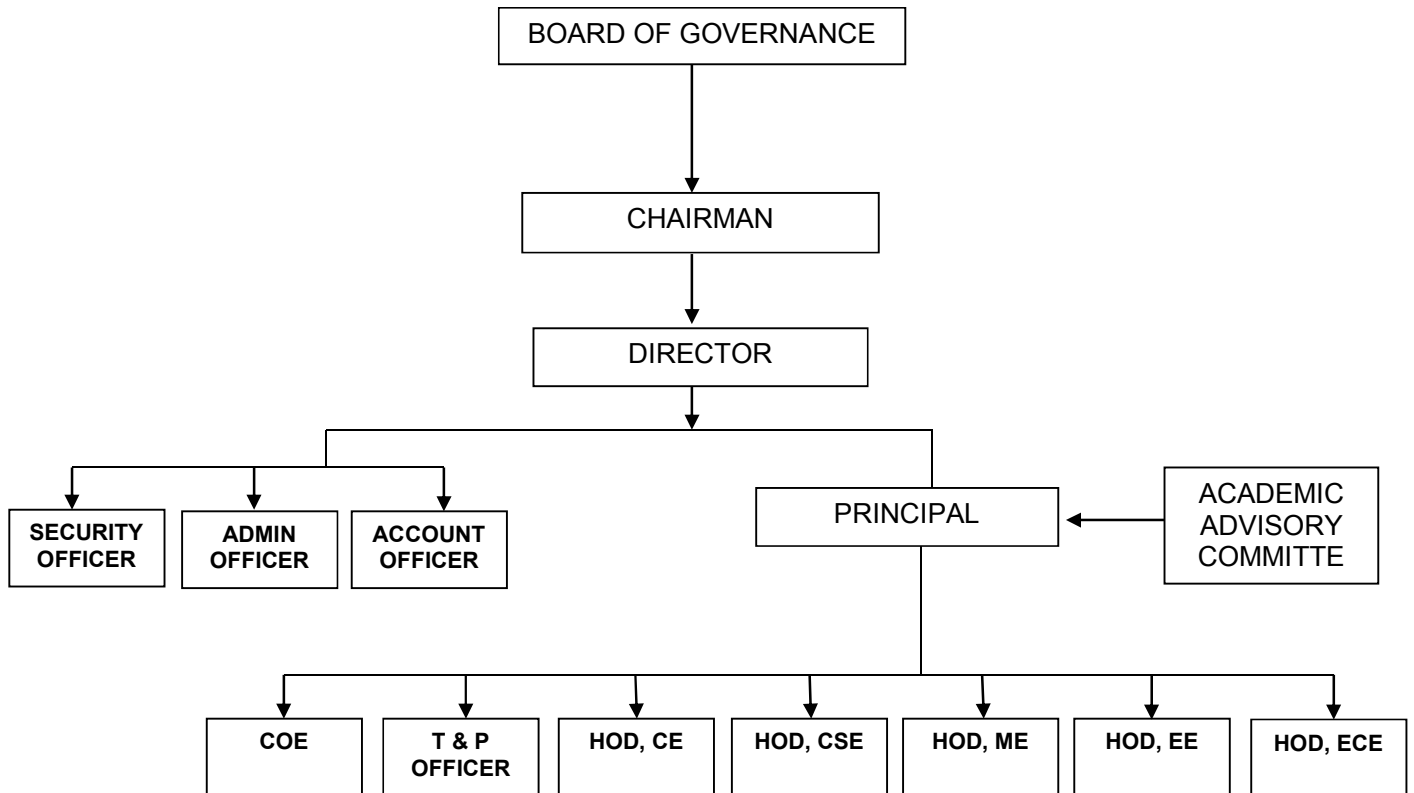 BOARD OF GOVERNANCE
CHAIRMAN
DIRECTOR
SECURITY
OFFICER
ADMIN
OFFICER
ACCOUNT
OFFICER
PRINCIPAL
ACADEMIC
ADVISORY
COMMITTE
COE
T & P
OFFICER
HOD, CE
HOD, CSE
HOD, ME
HOD, EE
HOD, ECE